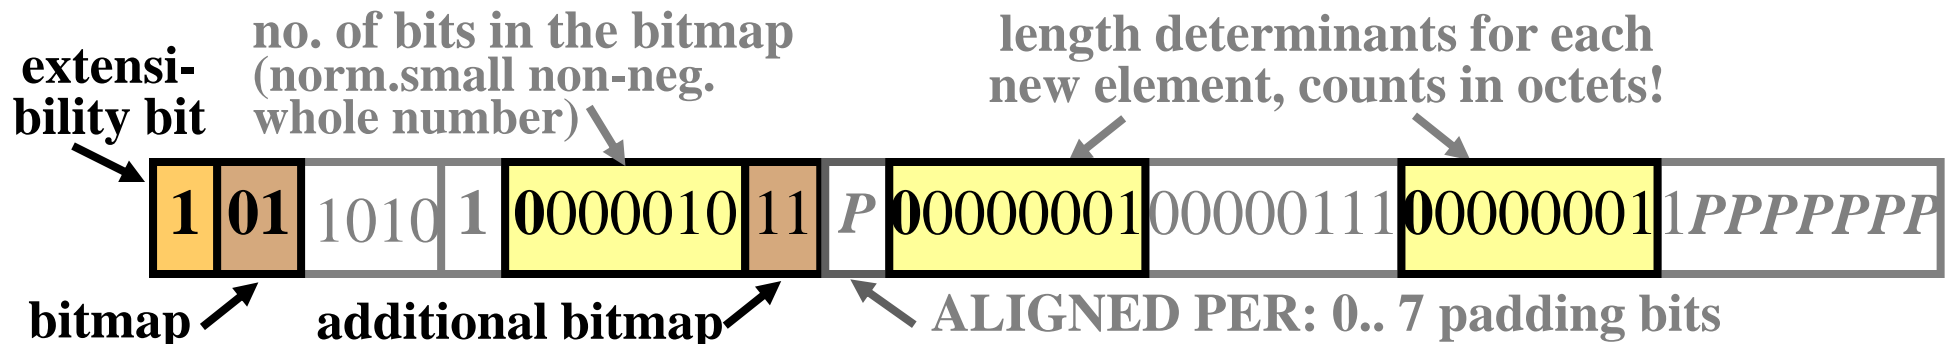 no. of bits in the bitmap
(norm.small non-neg.
whole number)
extensi-
bility bit
length determinants for each
new element, counts in octets!
1 01 1010 1 0000010 11 P 00000001 00000111 00000001 1PPPPPPP
bitmap
additional bitmap
ALIGNED PER: 0.. 7 padding bits